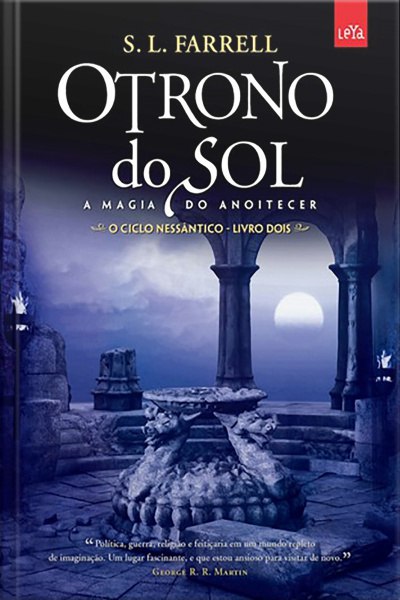 LeYa
S. L. FARRELL
O TRONO
do SOL
A MAGIA DO ANOITECER
O CICLO NESSÂNTICO - LIVRO DOIS
“Política, guerra, religião e feitiçaria em um mundo repleto
de imaginação. Um lugar fascinante, e que estou ansioso para visitar de novo.”
GEORGE R. R. MARTIN